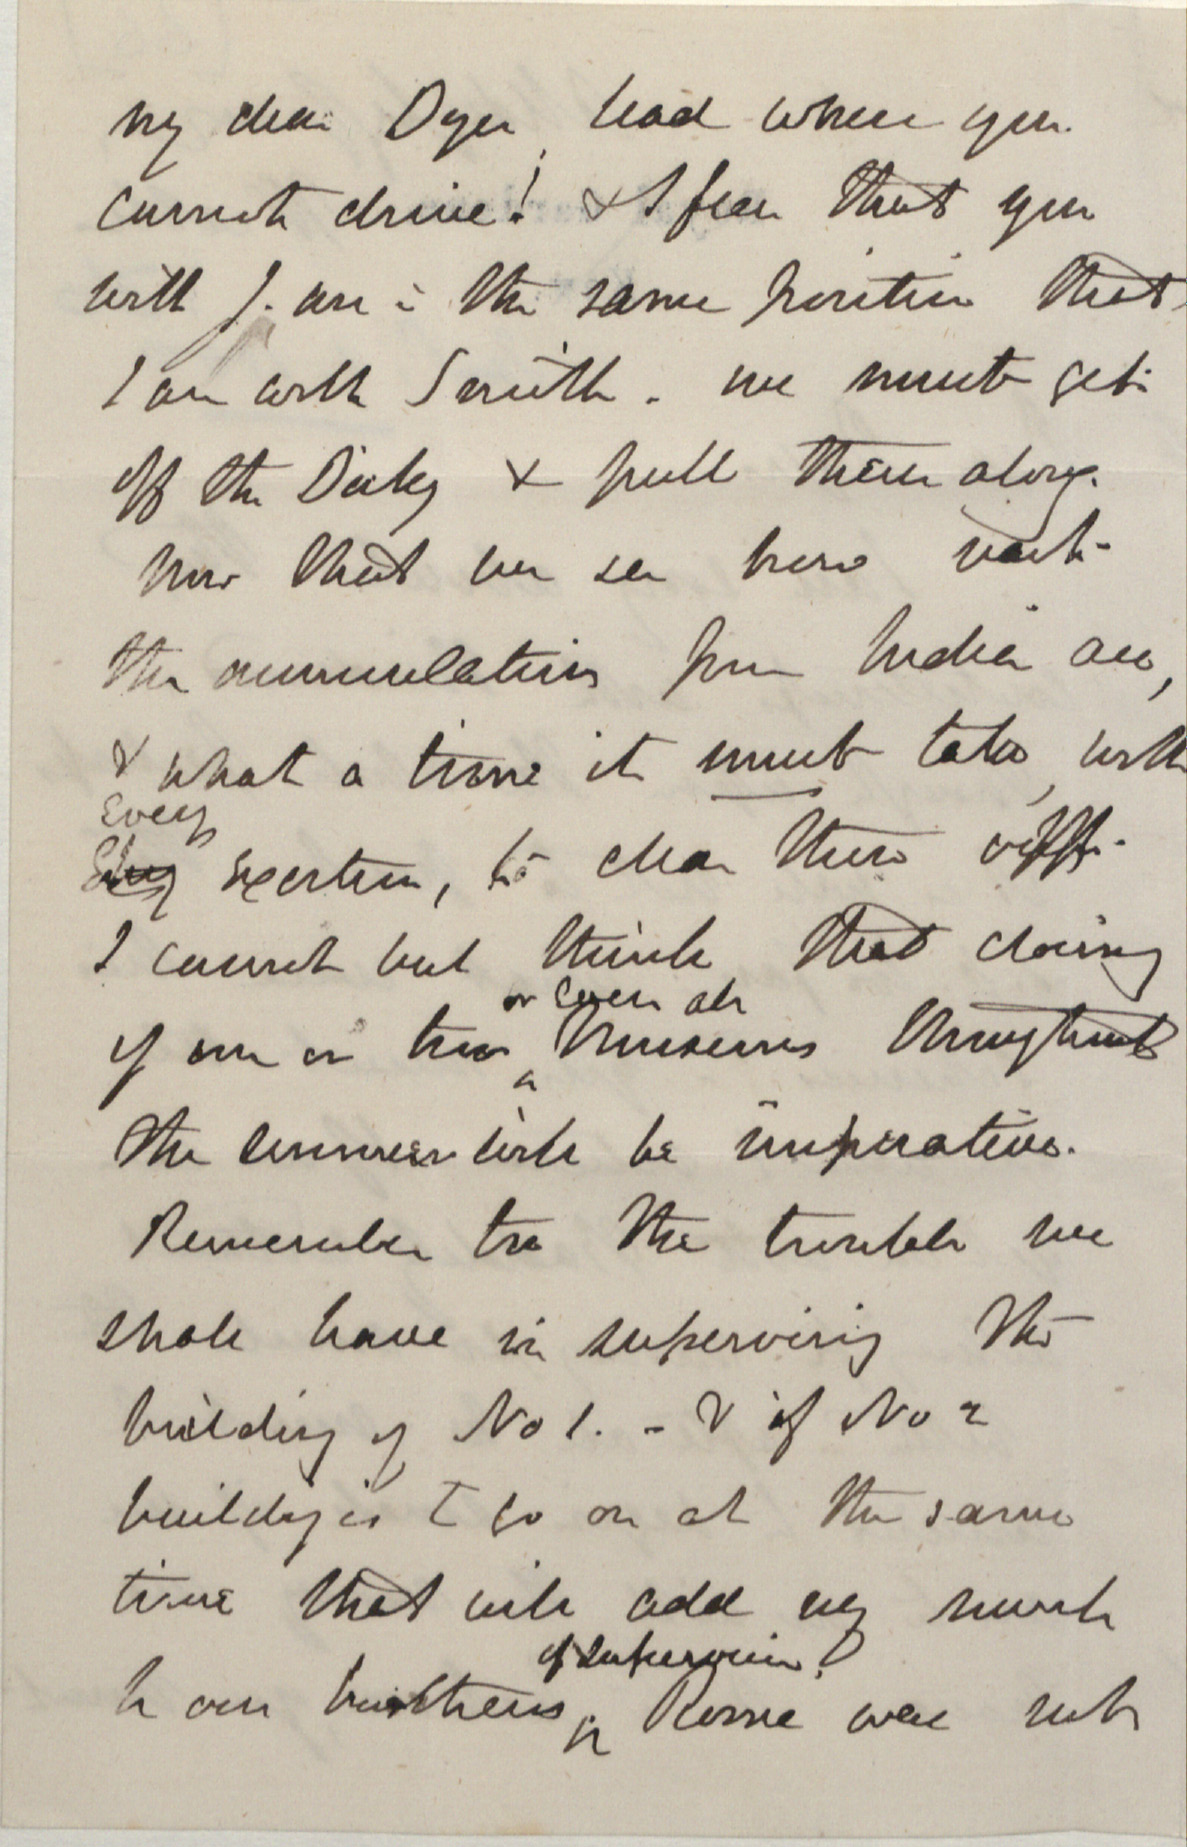 my dear Dyer, lead where you
cannot drive! & I fear that you
with J. are i the same position that
I am with Smith. we must get
off the Dicky & pull them along.
Now that we see how vast
the accumulations from India are,
& what a time it must take, with
Every
exertion, to clear them off.
I cannot but think that closing
of one or two
or even all
Museums throughout
the summer will be imperative.
Remember too the trouble we
shall have in supervising the
building of No 1. - & if No 2
building is to go on at the same
time that will add very much
to our burthens
of supervision!
Rome was not